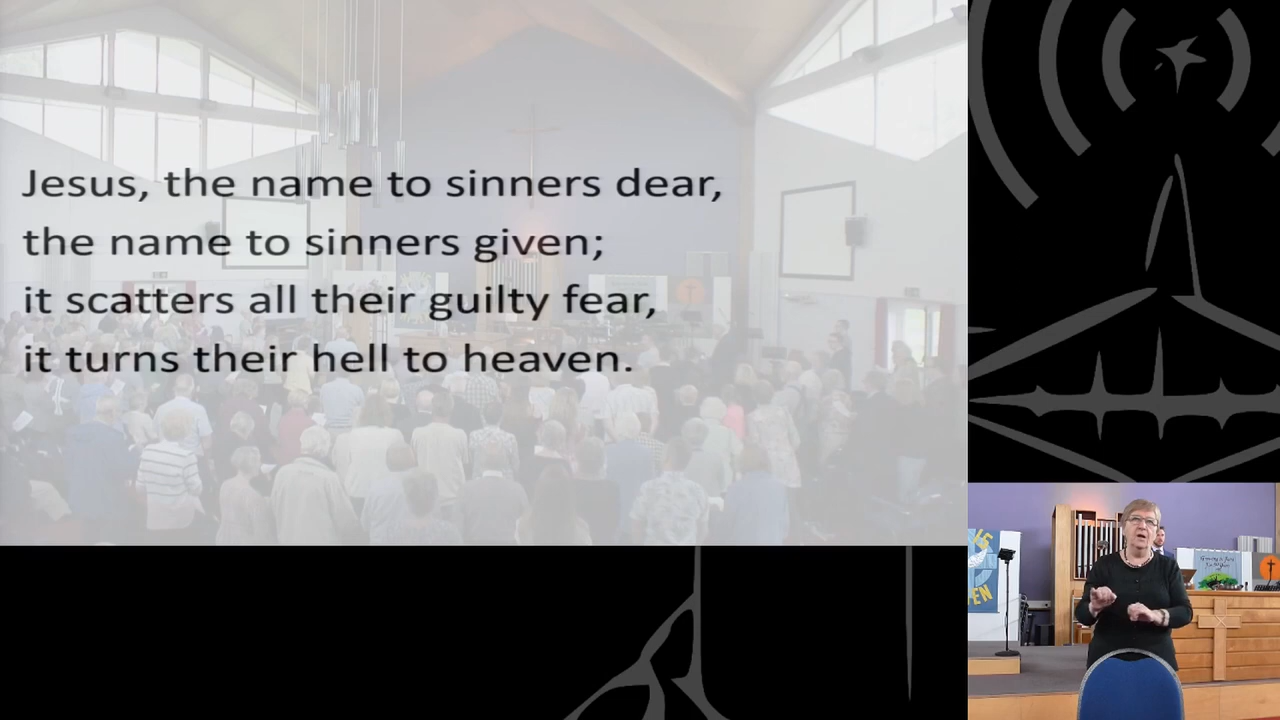 Jesus, the name to sinners dear,
the name to sinners given;
it scatters all their guilty fear,
it turns their hell to heaven.